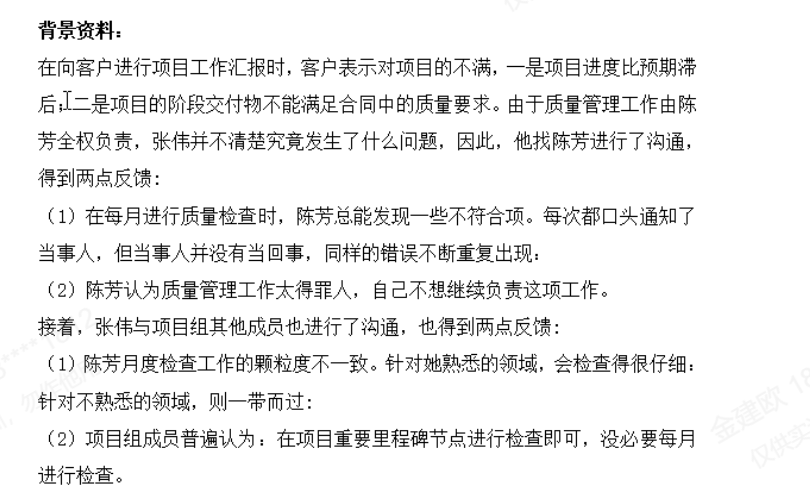 背景资料：
在向客户进行项目工作汇报时，客户表示对项目的不满，一是项目进度比预期滞
后，二是项目的阶段交付物不能满足合同中的质量要求。由于质量管理工作由陈
芳全权负责，张伟并不清楚究竟发生了什么问题，因此，他找陈芳进行了沟通，
得到两点反馈：
（1）在每月进行质量检查时，陈芳总能发现一些不符合项。每次都口头通知了
当事人，但当事人并没有当回事，同样的错误不断重复出现：
（2）陈芳认为质量管理工作太得罪人，自己不想继续负责这项工作。
接着，张伟与项目组其他成员也进行了沟通，也得到两点反馈：
（1）陈芳月度检查工作的颗粒度不一致。针对她熟悉的领域，会检查得很仔细：
针对不熟悉的领域，则一带而过：
（2）项目组成员普遍认为：在项目重要里程碑节点进行检查即可，没必要每月
进行检查。
金建欧 18